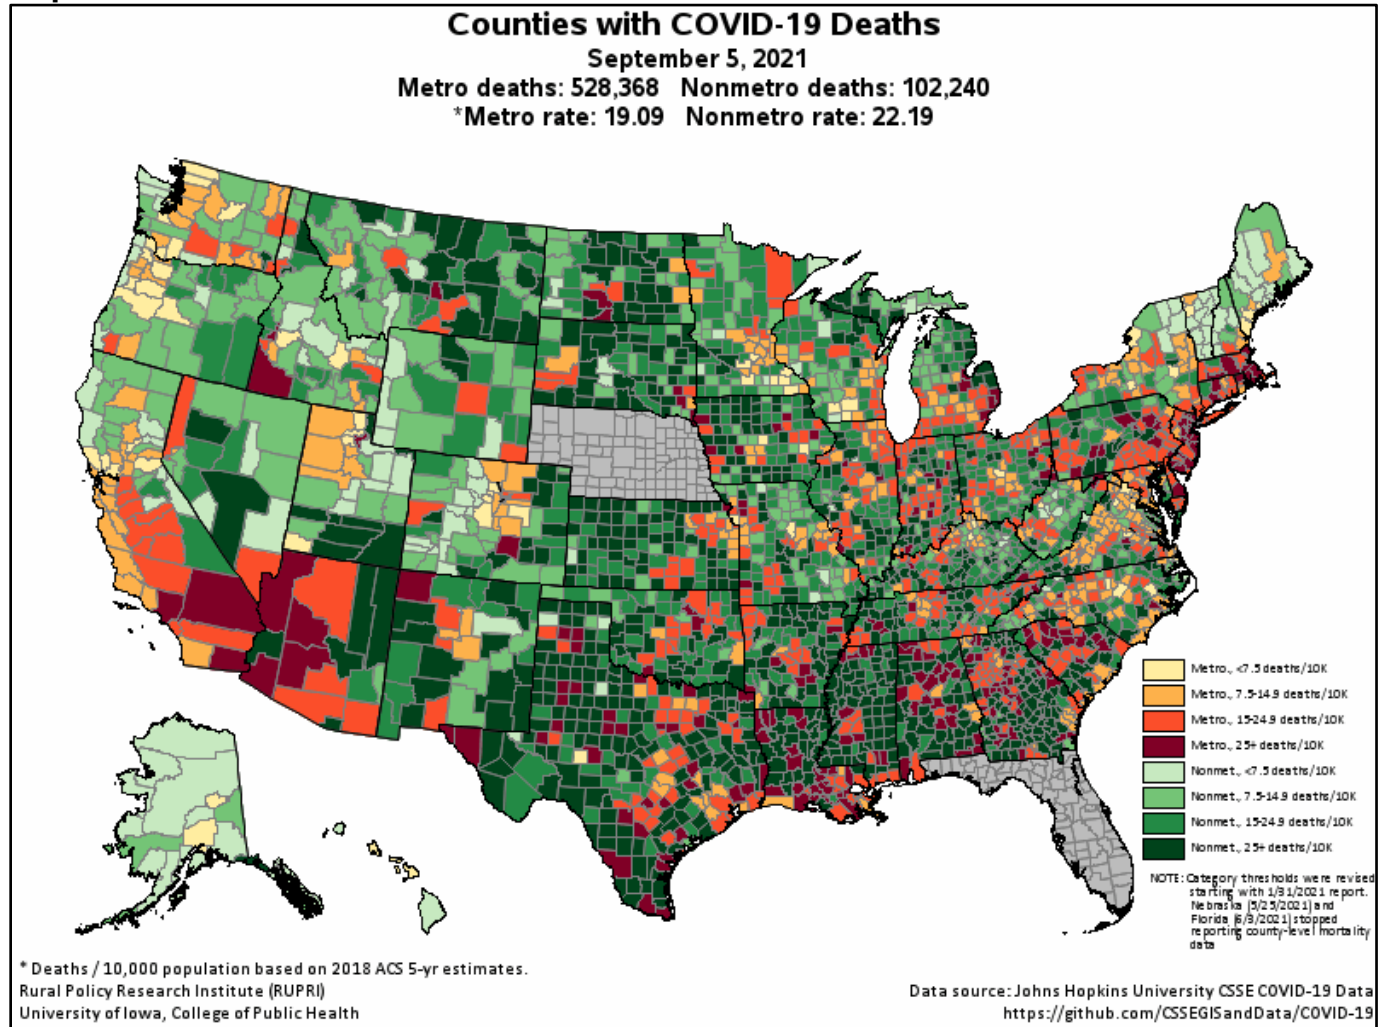 Counties with COVID-19 Deaths
September 5, 2021
Metro deaths: 528,368   Nonmetro deaths: 102,240
*Metro rate: 19.09   Nonmetro rate: 22.19
Metro., <7.5 deaths/10K
Metro., 7.5-14.9 deaths/10K
Metro., 15-24.9 deaths/10K
Metro., 25+ deaths/10K
Nonmet., <7.5 deaths/10K
Nonmet., 7.5-14.9 deaths/10K
Nonmet., 15-24.9 deaths/10K
Nonmet., 25+ deaths/10K
NOTE: Category thresholds were revised
starting with 1/31/2021 report.
Nebraska (5/25/2021) and
Florida (6/3/2021) stopped
reporting county-level mortality
data
* Deaths / 10,000 population based on 2018 ACS 5-yr estimates.
Rural Policy Research Institute (RUPRI)
University of Iowa, College of Public Health
Data source: Johns Hopkins University CSSE COVID-19 Data
https://github.com/CSSEGISandData/COVID-19